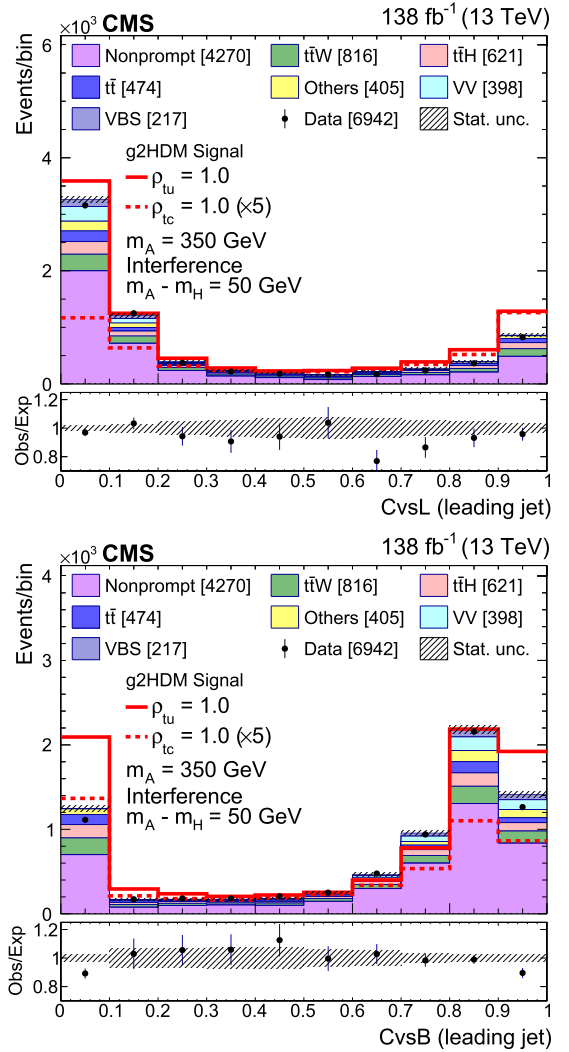 ×10³ CMS 138 fb⁻¹ (13 TeV)
Events/bin
6
4
2
0
Nonprompt [4270] tt̄W [816] tt̄H [621]
tt̄ [474] Others [405] VV [398]
VBS [217] Data [6942] Stat. unc.
g2HDM Signal
ρtu = 1.0
ρtc = 1.0 (×5)
mA = 350 GeV
Interference
mA - mH = 50 GeV
Obs/Exp
1.2
1
0.8
0 0.1 0.2 0.3 0.4 0.5 0.6 0.7 0.8 0.9 1
CvsL (leading jet)
×10³ CMS 138 fb⁻¹ (13 TeV)
Events/bin
4
3
2
1
0
Nonprompt [4270] tt̄W [816] tt̄H [621]
tt̄ [474] Others [405] VV [398]
VBS [217] Data [6942] Stat. unc.
g2HDM Signal
ρtu = 1.0
ρtc = 1.0 (×5)
mA = 350 GeV
Interference
mA - mH = 50 GeV
Obs/Exp
1.2
1
0.8
0 0.1 0.2 0.3 0.4 0.5 0.6 0.7 0.8 0.9 1
CvsB (leading jet)